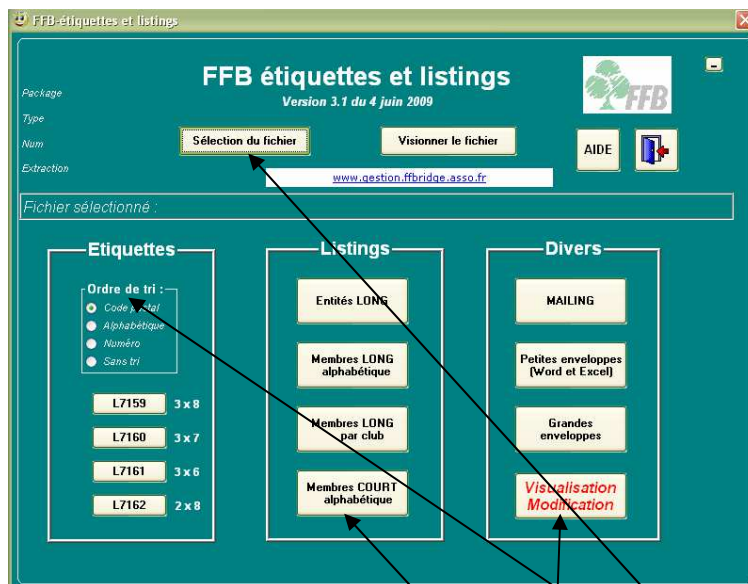 FFB-étiquettes et listings
FFB étiquettes et listings
Version 3.1 du 4 juin 2009
Package
Type
Num
Extraction
FFB
Sélection du fichier
Visionner le fichier
AIDE
www.gestion.ffbridge.asso.fr
Fichier sélectionné :
Etiquettes
Ordre de tri :
Code postal
Alphabétique
Numéro
Sans tri
L7159 3 x 8
L7160 3 x 7
L7161 3 x 6
L7162 2 x 8
Listings
Entités LONG
Membres LONG
alphabétique
Membres LONG
par club
Membres COURT
alphabétique
Divers
MAILING
Petites enveloppes
(Word et Excel)
Grandes
enveloppes
Visualisation
Modification